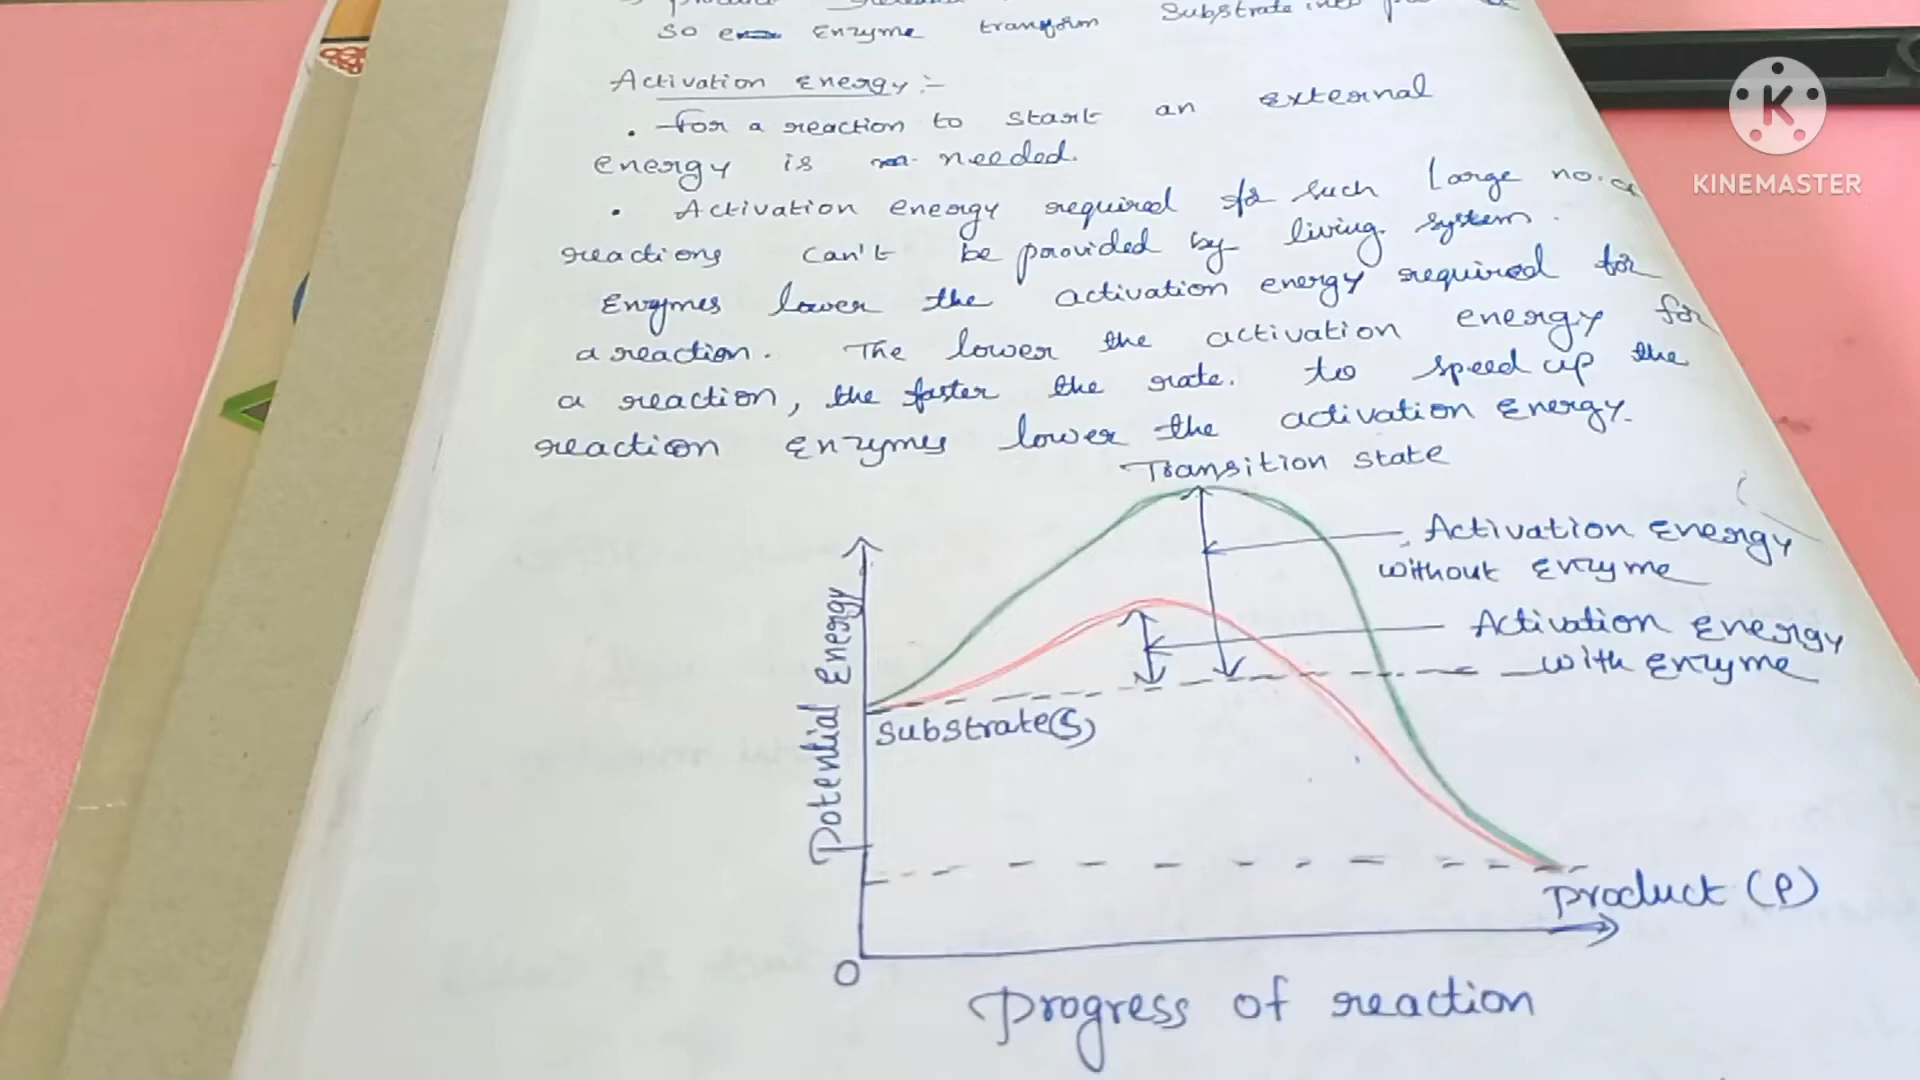 so Enzyme transform Substrate into
Activation Energy :-
. For a reaction to start an external
energy is needed.
. Activation energy required for such large no. of
reactions can't be provided by living system.
Enzymes lower the activation energy required for
a reaction. The lower the activation energy for
a reaction, the faster the rate. to speed up the
reaction Enzymes lower the activation Energy.
Transition state
Activation Energy
without Enzyme
Activation Energy
with Enzyme
Potential Energy
Substrate(S)
Product (P)
O
Progress of reaction
K
KINEMASTER